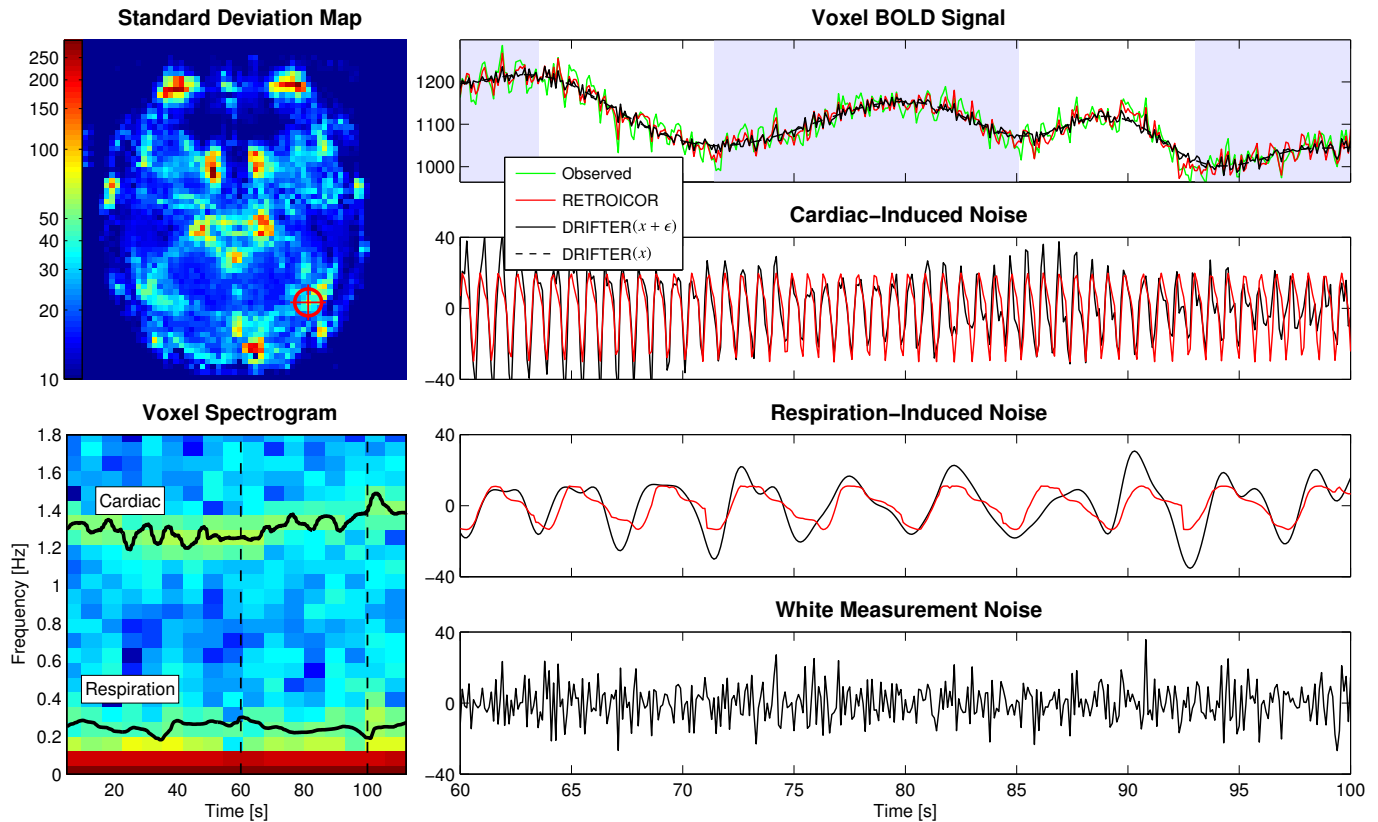 Standard Deviation Map
250
200
150
100
50
40
30
20
10
Voxel BOLD Signal
1200
1100
1000
Observed
RETROICOR
DRIFTER(x + ϵ)
DRIFTER(x)
Cardiac−Induced Noise
40
0
−40
Voxel Spectrogram
1.8
1.6
1.4
1.2
1
0.8
0.6
0.4
0.2
0
Frequency [Hz]
Cardiac
Respiration
20 40 60 80 100
Time [s]
Respiration−Induced Noise
40
0
−40
White Measurement Noise
40
0
−40
60 65 70 75 80 85 90 95 100
Time [s]